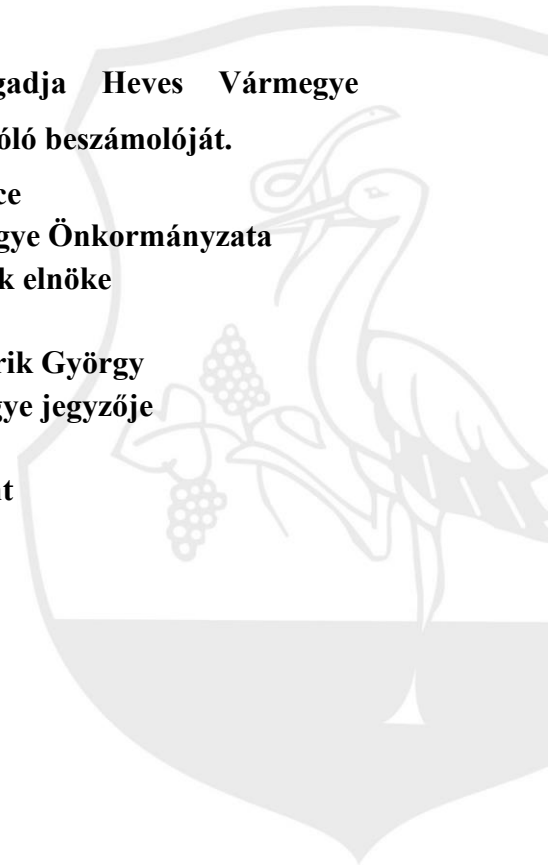 gadja Heves Vármegye
óló beszámolóját.
ce
gye Önkormányzata
k elnöke
rik György
gye jegyzője
t